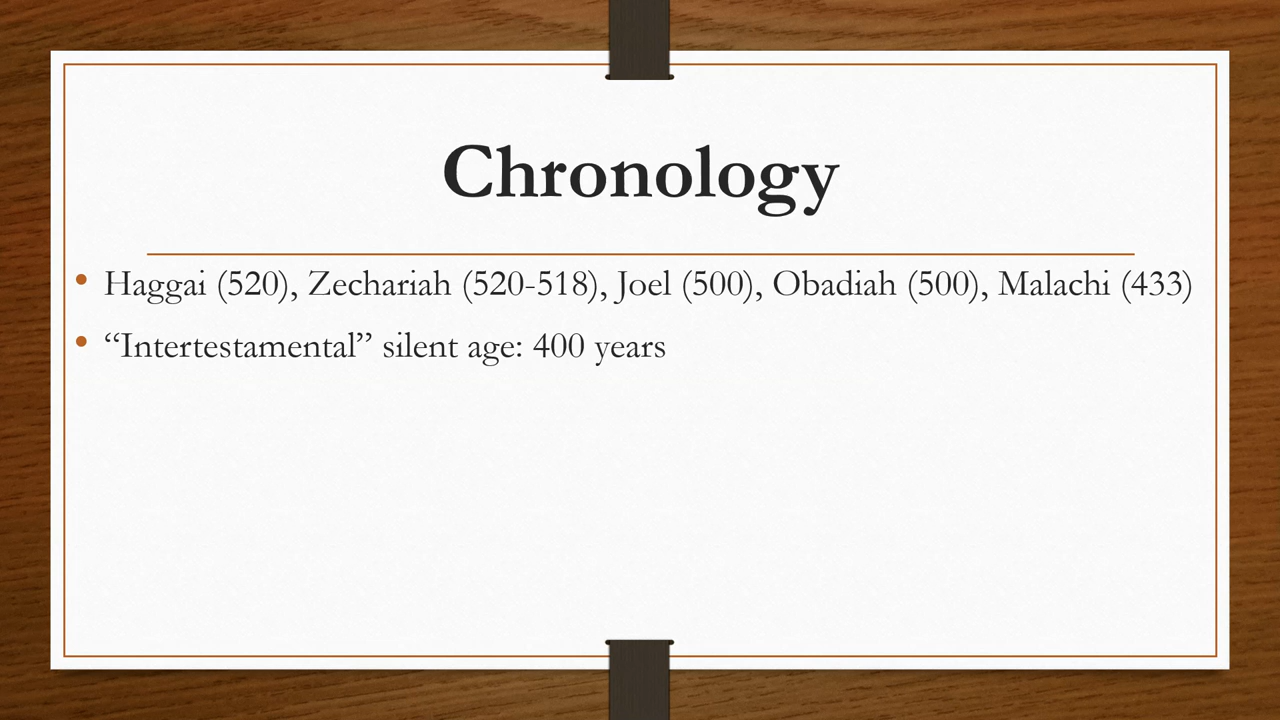 Chronology
• Haggai (520), Zechariah (520-518), Joel (500), Obadiah (500), Malachi (433)
• “Intertestamental” silent age: 400 years